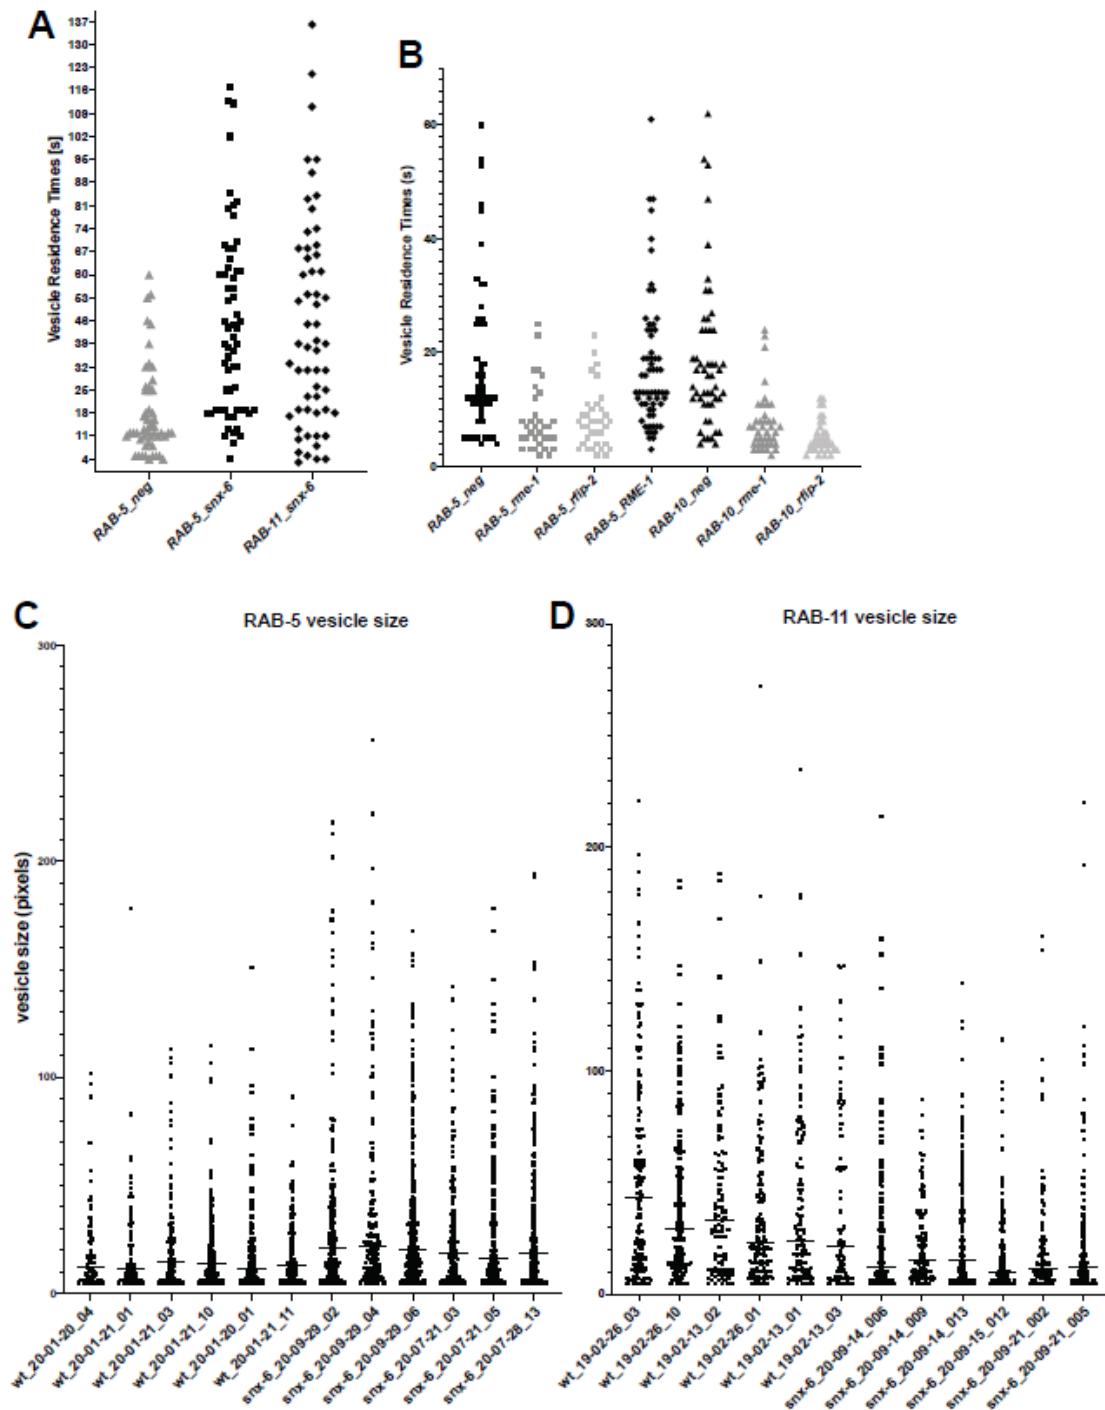 A
Vesicle Residence Times [s]
137
130
123
116
109
102
95
88
81
74
67
60
53
46
39
32
26
18
11
4
RAB-5_neg
RAB-5_snx-6
RAB-11_snx-6
B
Vesicle Residence Times (s)
60
40
20
0
RAB-5_neg
RAB-5_rme-1
RAB-5_rfip-2
RAB-5_RME-1
RAB-10_neg
RAB-10_rme-1
RAB-10_rfip-2
C
RAB-5 vesicle size
vesicle size (pixels)
300
200
100
0
wt_20-01-20_04
wt_20-01-21_01
wt_20-01-21_03
wt_20-01-21_10
wt_20-01-20_01
wt_20-01-21_11
snx-6_20-09-29_02
snx-6_20-09-29_04
snx-6_20-09-29_06
snx-6_20-07-21_03
snx-6_20-07-21_05
snx-6_20-07-28_13
D
RAB-11 vesicle size
300
200
100
0
wt_19-02-26_03
wt_19-02-26_10
wt_19-02-13_02
wt_19-02-26_01
wt_19-02-13_01
wt_19-02-13_03
snx-6_20-09-14_006
snx-6_20-09-14_009
snx-6_20-09-14_013
snx-6_20-09-15_012
snx-6_20-09-21_002
snx-6_20-09-21_005